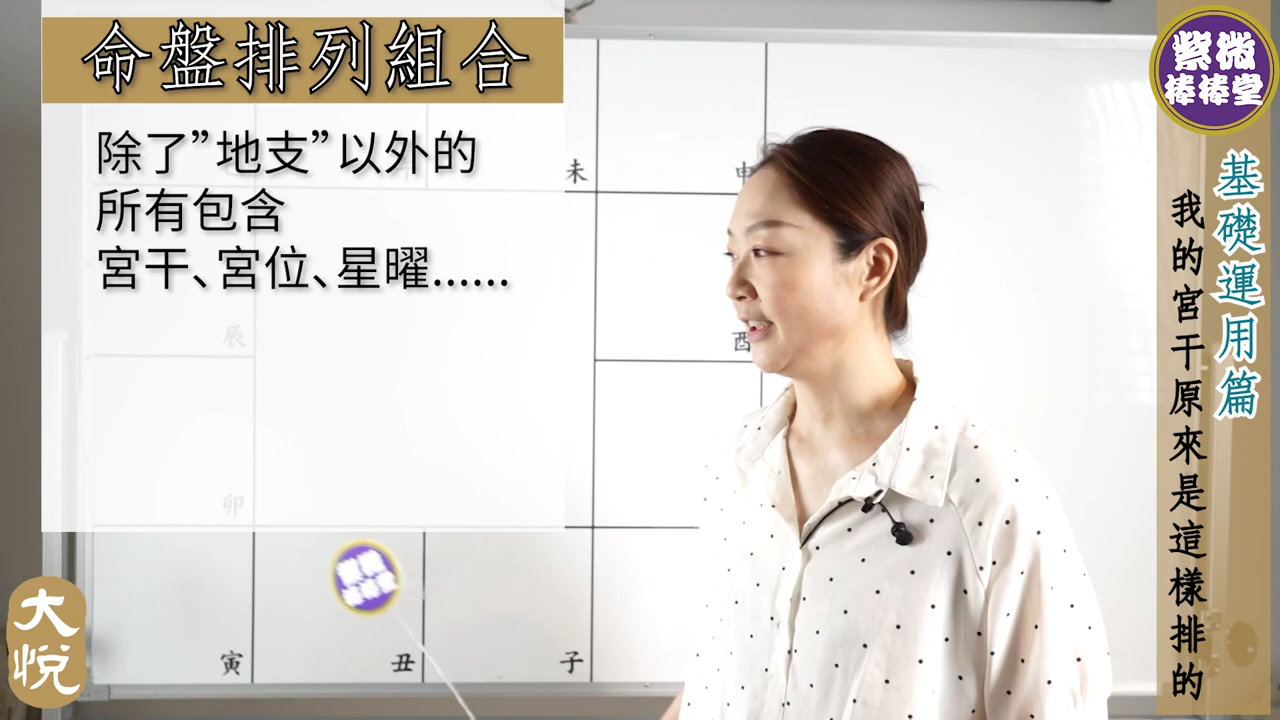 命盤排列組合
除了”地支”以外的
所有包含
宮干、宮位、星曜......
紫微
棒棒堂
基礎運用篇
我的宮干原來是這樣排的
未
申
辰
酉
卯
寅
丑
子
大悅